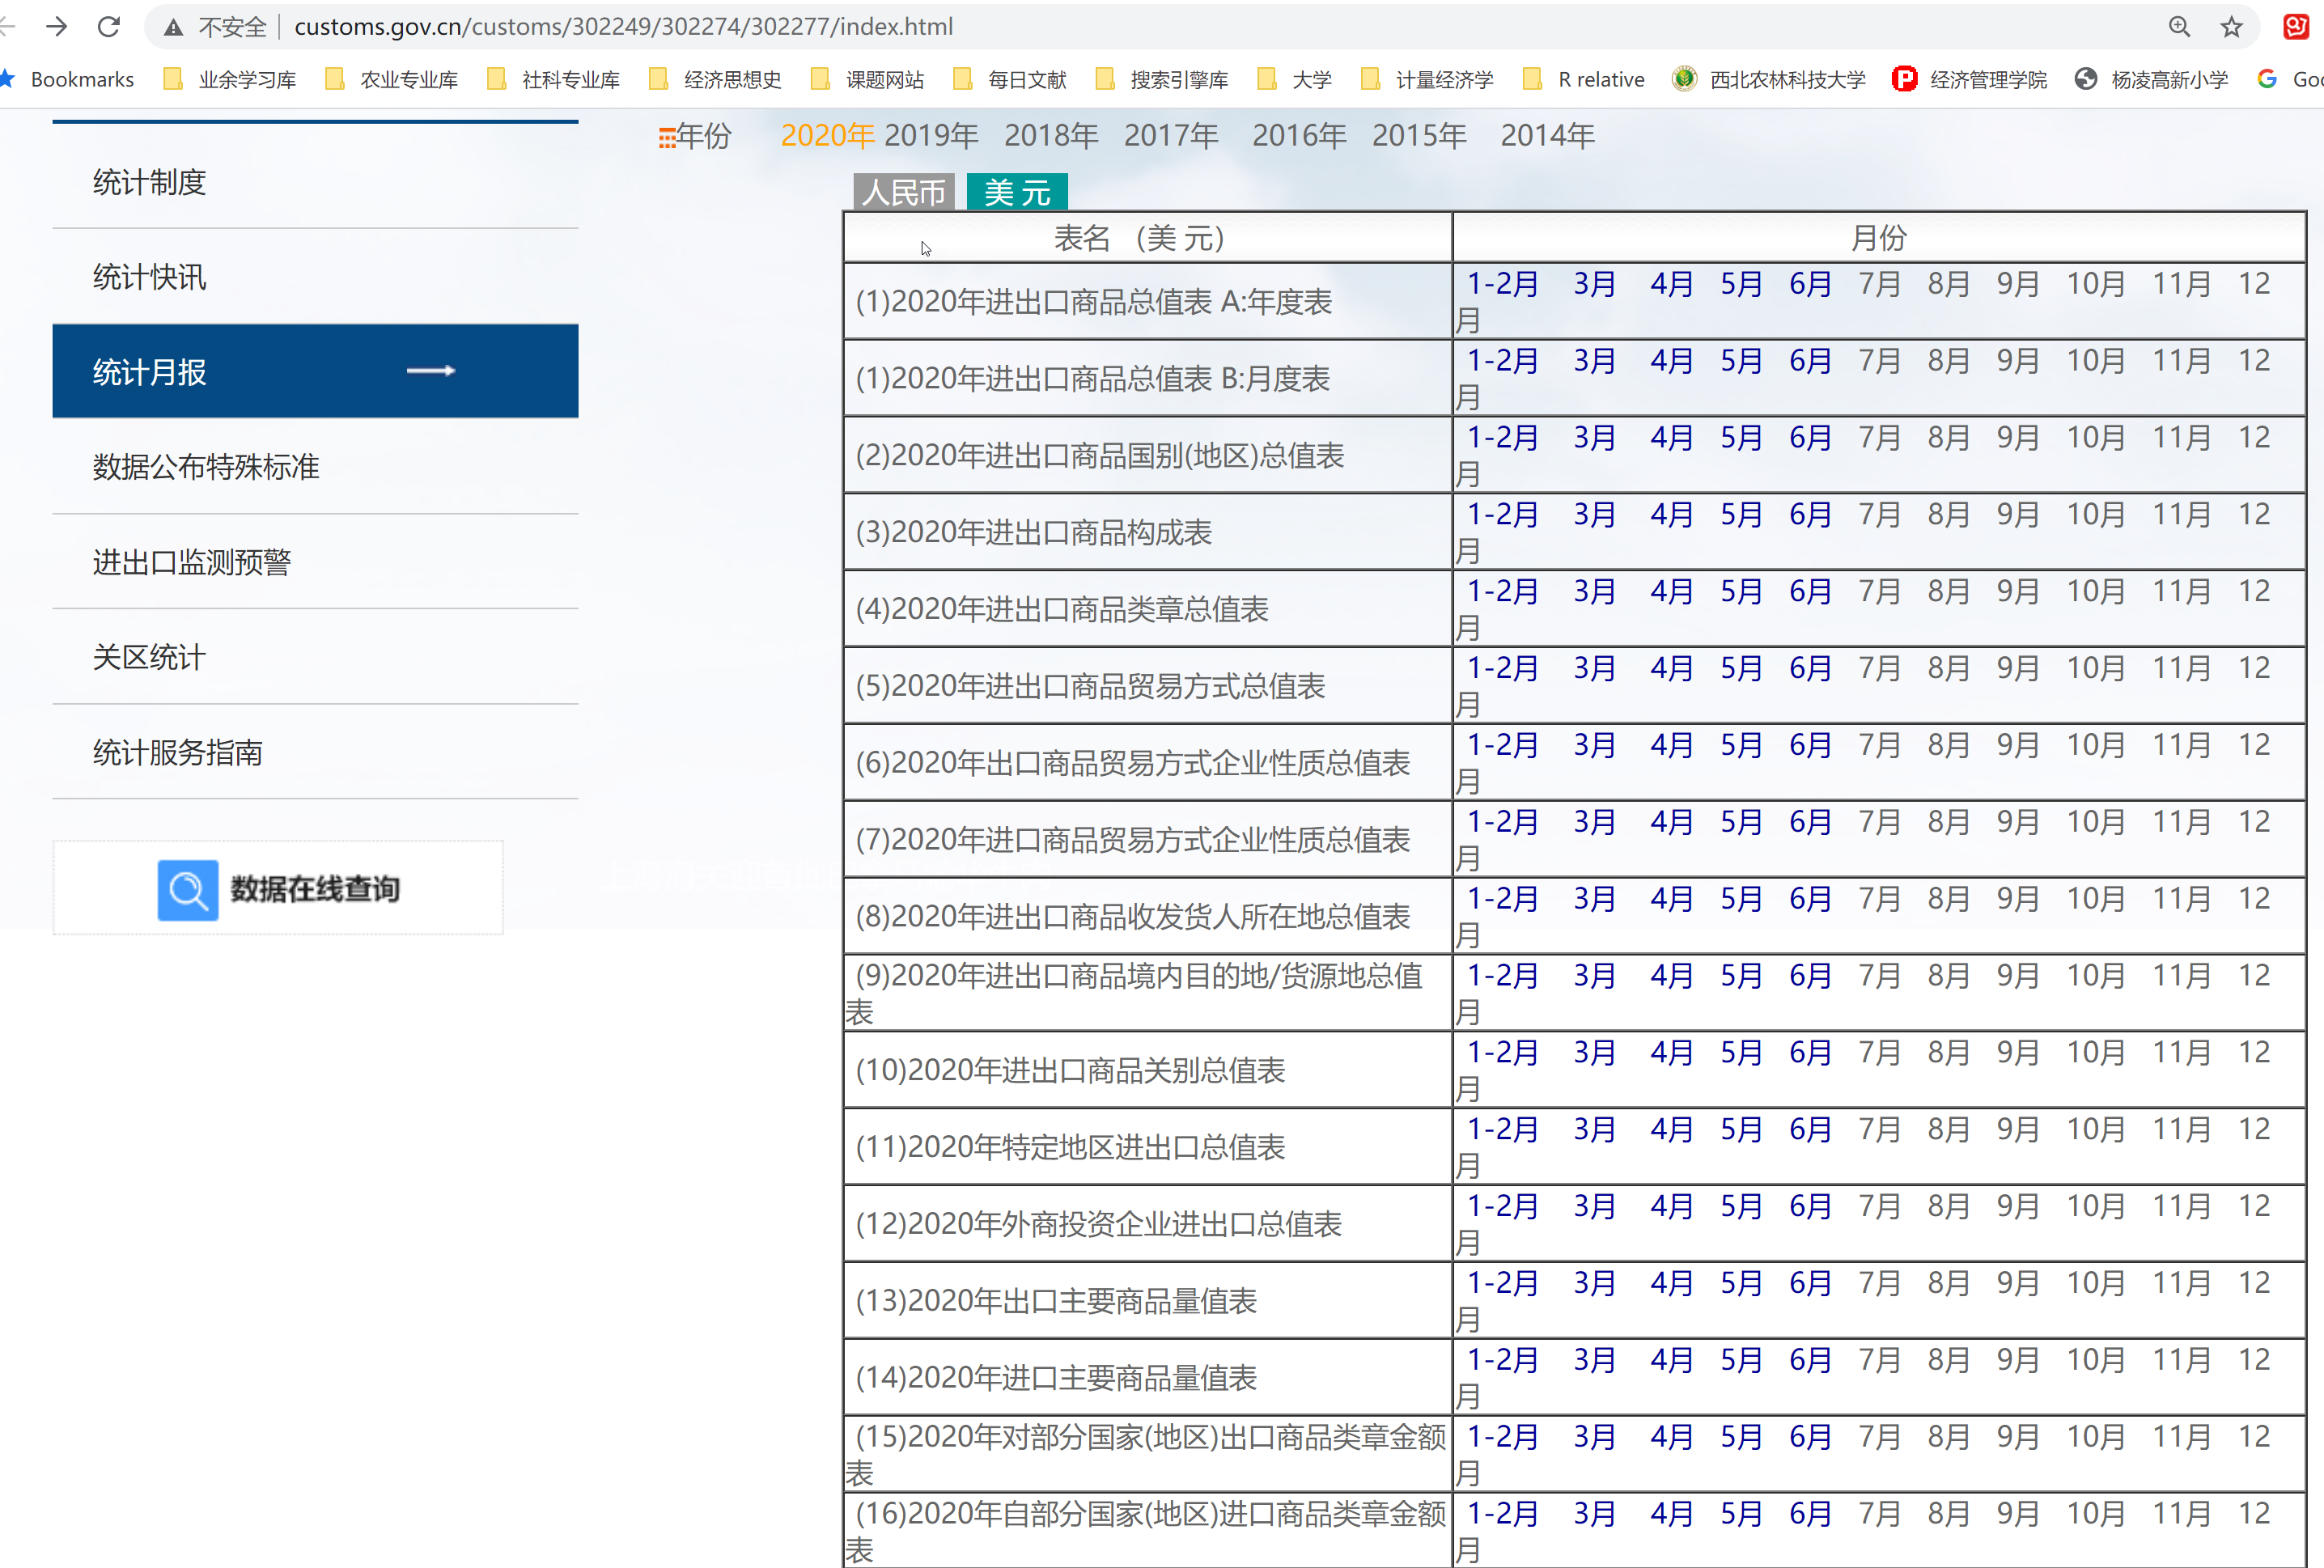 不安全 customs.gov.cn/customs/302249/302274/302277/index.html
Bookmarks 业余学习库 农业专业库 社科专业库 经济思想史 课题网站 每日文献 搜索引擎库 大学 计量经济学 R relative 西北农林科技大学 经济管理学院 杨凌高新小学
统计制度
统计快讯
统计月报
数据公布特殊标准
进出口监测预警
关区统计
统计服务指南
数据在线查询
年份 2020年 2019年 2018年 2017年 2016年 2015年 2014年
人民币 美 元
表名 （美 元） 月份
(1)2020年进出口商品总值表 A:年度表 1-2月 3月 4月 5月 6月 7月 8月 9月 10月 11月 12
月
(1)2020年进出口商品总值表 B:月度表 1-2月 3月 4月 5月 6月 7月 8月 9月 10月 11月 12
月
(2)2020年进出口商品国别(地区)总值表 1-2月 3月 4月 5月 6月 7月 8月 9月 10月 11月 12
月
(3)2020年进出口商品构成表 1-2月 3月 4月 5月 6月 7月 8月 9月 10月 11月 12
月
(4)2020年进出口商品类章总值表 1-2月 3月 4月 5月 6月 7月 8月 9月 10月 11月 12
月
(5)2020年进出口商品贸易方式总值表 1-2月 3月 4月 5月 6月 7月 8月 9月 10月 11月 12
月
(6)2020年出口商品贸易方式企业性质总值表 1-2月 3月 4月 5月 6月 7月 8月 9月 10月 11月 12
月
(7)2020年进口商品贸易方式企业性质总值表 1-2月 3月 4月 5月 6月 7月 8月 9月 10月 11月 12
月
(8)2020年进出口商品收发货人所在地总值表 1-2月 3月 4月 5月 6月 7月 8月 9月 10月 11月 12
月
(9)2020年进出口商品境内目的地/货源地总值 1-2月 3月 4月 5月 6月 7月 8月 9月 10月 11月 12
表 月
(10)2020年进出口商品关别总值表 1-2月 3月 4月 5月 6月 7月 8月 9月 10月 11月 12
月
(11)2020年特定地区进出口总值表 1-2月 3月 4月 5月 6月 7月 8月 9月 10月 11月 12
月
(12)2020年外商投资企业进出口总值表 1-2月 3月 4月 5月 6月 7月 8月 9月 10月 11月 12
月
(13)2020年出口主要商品量值表 1-2月 3月 4月 5月 6月 7月 8月 9月 10月 11月 12
月
(14)2020年进口主要商品量值表 1-2月 3月 4月 5月 6月 7月 8月 9月 10月 11月 12
月
(15)2020年对部分国家(地区)出口商品类章金额 1-2月 3月 4月 5月 6月 7月 8月 9月 10月 11月 12
表 月
(16)2020年自部分国家(地区)进口商品类章金额 1-2月 3月 4月 5月 6月 7月 8月 9月 10月 11月 12
表 月